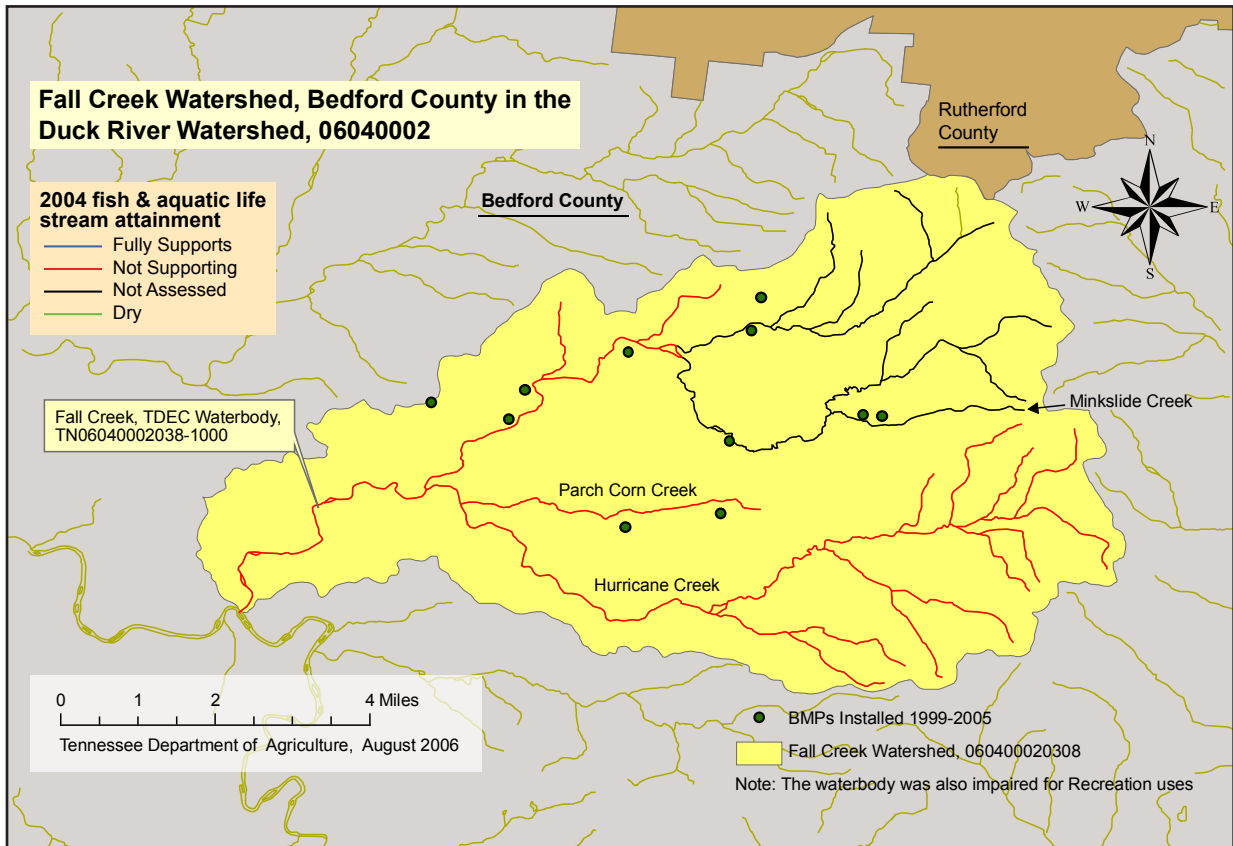 Fall Creek Watershed, Bedford County in the
Duck River Watershed, 06040002
Rutherford
County
N
W
E
S
2004 fish & aquatic life
stream attainment
Fully Supports
Not Supporting
Not Assessed
Dry
Bedford County
Minkslide Creek
Fall Creek, TDEC Waterbody,
TN06040002038-1000
Parch Corn Creek
Hurricane Creek
0 1 2 4 Miles
Tennessee Department of Agriculture, August 2006
BMPs Installed 1999-2005
Fall Creek Watershed, 060400020308
Note: The waterbody was also impaired for Recreation uses